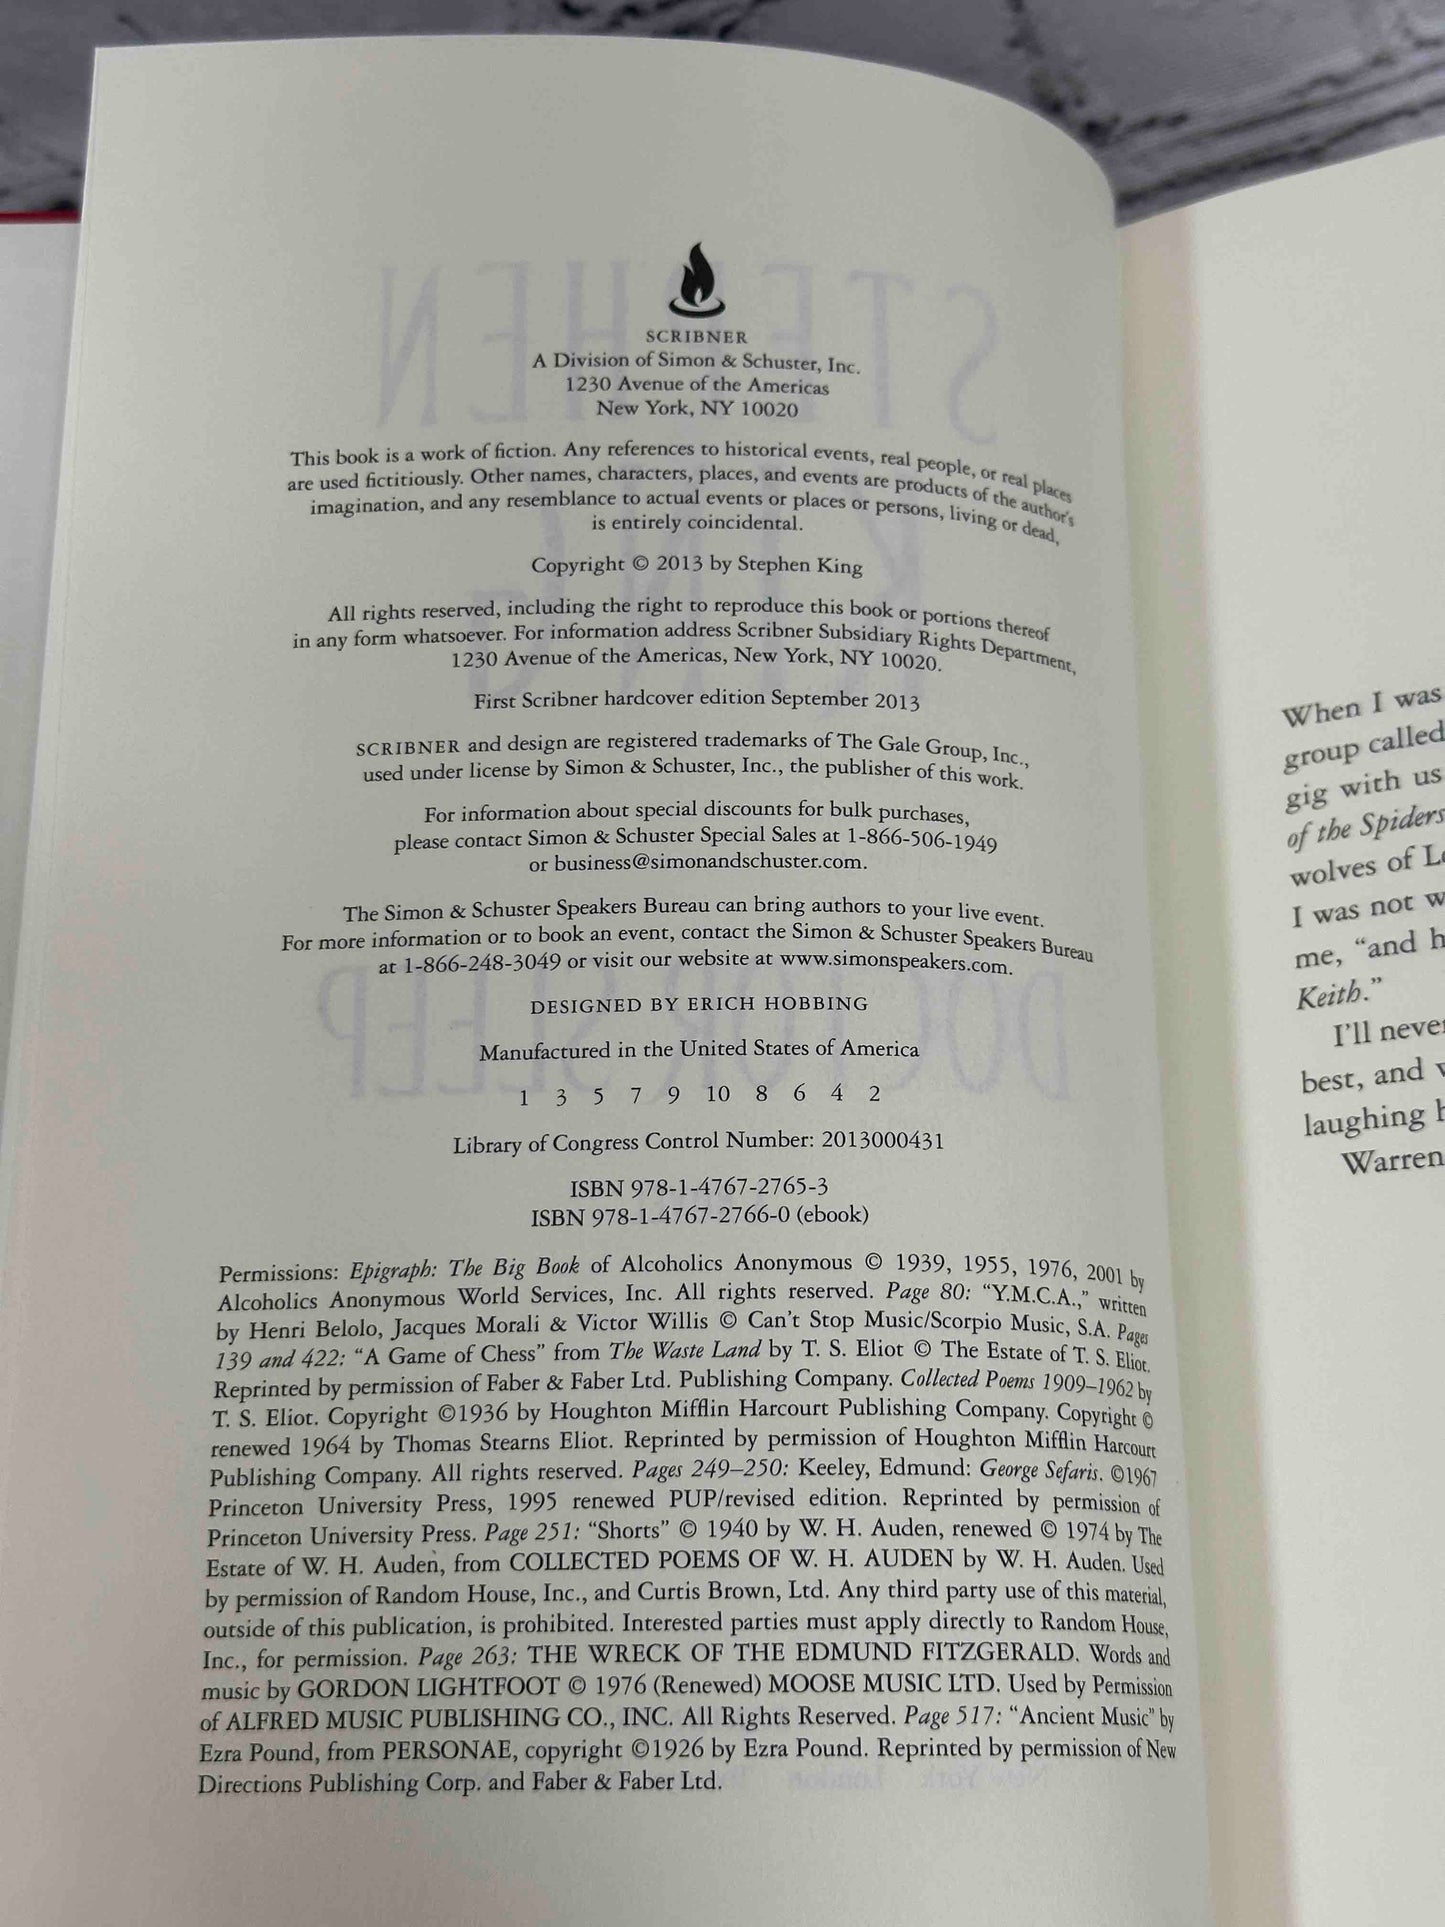 SCRIBNER
A Division of Simon & Schuster, Inc.
1230 Avenue of the Americas
New York, NY 10020
This book is a work of fiction. Any references to historical events, real people, or real places
are used fictitiously. Other names, characters, places, and events are products of the author's
imagination, and any resemblance to actual events or places or persons, living or dead,
is entirely coincidental.
Copyright © 2013 by Stephen King
All rights reserved, including the right to reproduce this book or portions thereof
in any form whatsoever. For information address Scribner Subsidiary Rights Department,
1230 Avenue of the Americas, New York, NY 10020.
First Scribner hardcover edition September 2013
SCRIBNER and design are registered trademarks of The Gale Group, Inc.,
used under license by Simon & Schuster, Inc., the publisher of this work.
For information about special discounts for bulk purchases,
please contact Simon & Schuster Special Sales at 1-866-506-1949
or business@simonandschuster.com.
The Simon & Schuster Speakers Bureau can bring authors to your live event.
For more information or to book an event, contact the Simon & Schuster Speakers Bureau
at 1-866-248-3049 or visit our website at www.simonspeakers.com.
DESIGNED BY ERICH HOBBING
Manufactured in the United States of America
1 3 5 7 9 10 8 6 4 2
Library of Congress Control Number: 2013000431
ISBN 978-1-4767-2765-3
ISBN 978-1-4767-2766-0 (ebook)
Permissions: Epigraph: The Big Book of Alcoholics Anonymous © 1939, 1955, 1976, 2001 by
Alcoholics Anonymous World Services, Inc. All rights reserved. Page 80: “Y.M.C.A.,” written
by Henri Belolo, Jacques Morali & Victor Willis © Can't Stop Music/Scorpio Music, S.A. Pages
139 and 422: “A Game of Chess” from The Waste Land by T. S. Eliot © The Estate of T. S. Eliot.
Reprinted by permission of Faber & Faber Ltd. Publishing Company. Collected Poems 1909–1962 by
T. S. Eliot. Copyright ©1936 by Houghton Mifflin Harcourt Publishing Company. Copyright ©
renewed 1964 by Thomas Stearns Eliot. Reprinted by permission of Houghton Mifflin Harcourt
Publishing Company. All rights reserved. Pages 249–250: Keeley, Edmund: George Sefaris. ©1967
Princeton University Press, 1995 renewed PUP/revised edition. Reprinted by permission of
Princeton University Press. Page 251: “Shorts” © 1940 by W. H. Auden, renewed © 1974 by The
Estate of W. H. Auden, from COLLECTED POEMS OF W. H. AUDEN by W. H. Auden. Used
by permission of Random House, Inc., and Curtis Brown, Ltd. Any third party use of this material,
outside of this publication, is prohibited. Interested parties must apply directly to Random House,
Inc., for permission. Page 263: THE WRECK OF THE EDMUND FITZGERALD. Words and
music by GORDON LIGHTFOOT © 1976 (Renewed) MOOSE MUSIC LTD. Used by Permission
of ALFRED MUSIC PUBLISHING CO., INC. All Rights Reserved. Page 517: “Ancient Music” by
Ezra Pound, from PERSONAE, copyright ©1926 by Ezra Pound. Reprinted by permission of New
Directions Publishing Corp. and Faber & Faber Ltd.
When I was
group called
gig with us
of the Spiders
wolves of
I was not
me, “and
Keith.”
I'll never
best, and
laughing
Warren